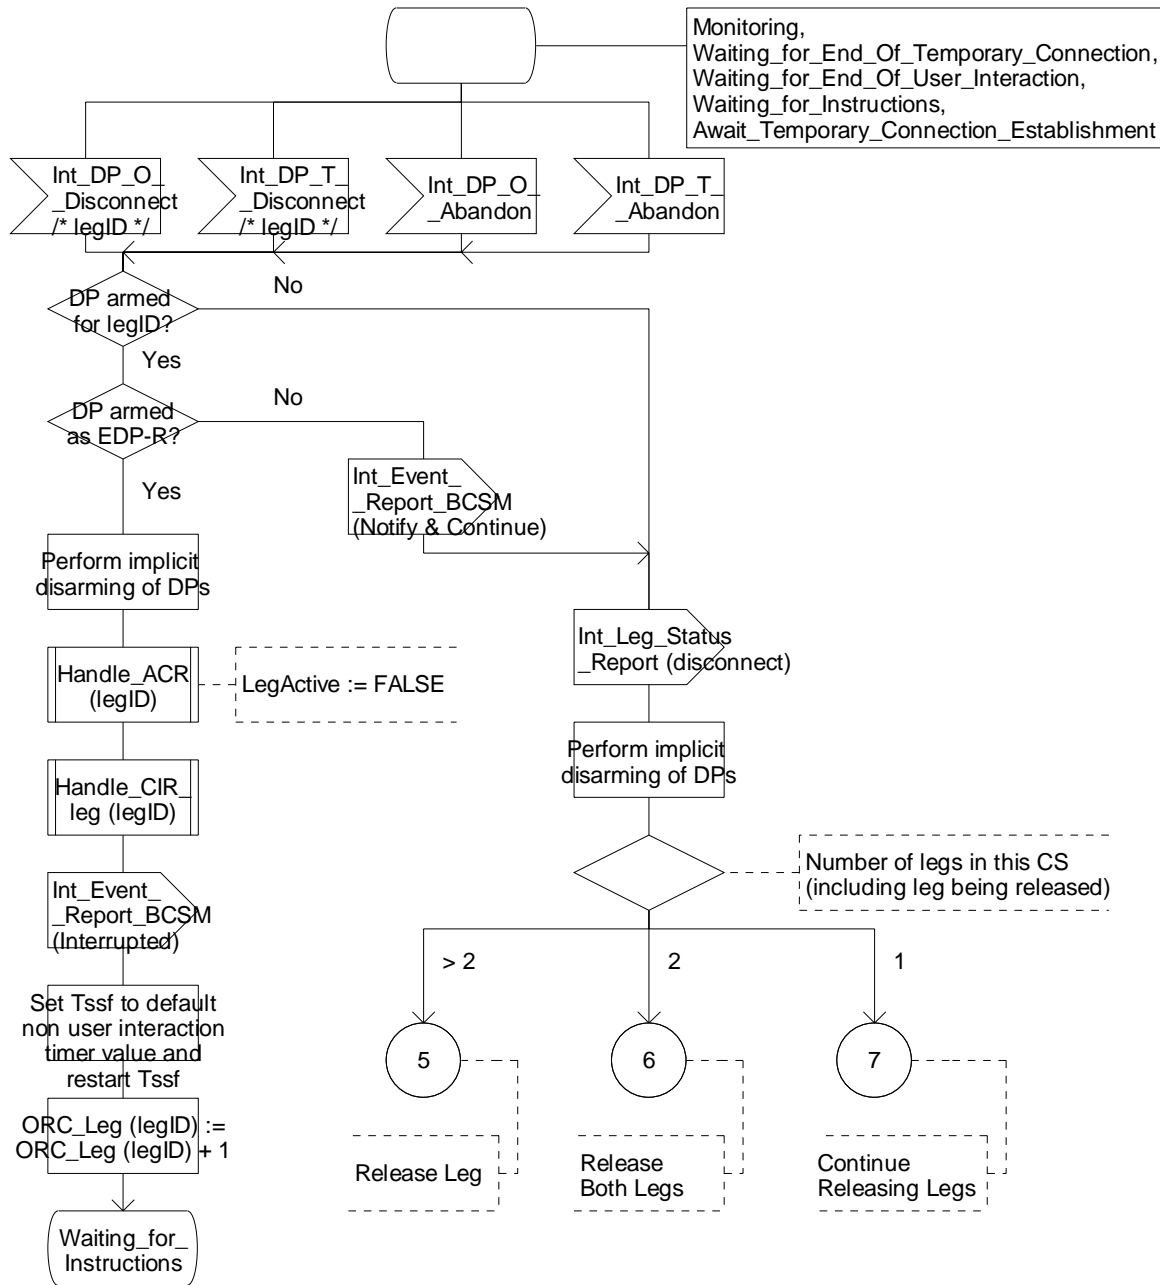 Monitoring,
Waiting_for_End_Of_Temporary_Connection,
Waiting_for_End_Of_User_Interaction,
Waiting_for_Instructions,
Await_Temporary_Connection_Establishment
Int_DP_O_
_Disconnect
/* legID */
Int_DP_T_
_Disconnect
/* legID */
Int_DP_O_
_Abandon
Int_DP_T_
_Abandon
DP armed
for legID?
No
Yes
DP armed
as EDP-R?
No
Yes
Int_Event_
_Report_BCSM
(Notify & Continue)
Perform implicit
disarming of DPs
Int_Leg_Status
_Report (disconnect)
Handle_ACR
(legID)
LegActive := FALSE
Perform implicit
disarming of DPs
Handle_CIR_
leg (legID)
Number of legs in this CS
(including leg being released)
Int_Event_
_Report_BCSM
(Interrupted)
> 2
2
1
Set Tssf to default
non user interaction
timer value and
restart Tssf
5
6
7
ORC_Leg (legID) :=
ORC_Leg (legID) + 1
Release Leg
Release
Both Legs
Continue
Releasing Legs
Waiting_for_
Instructions